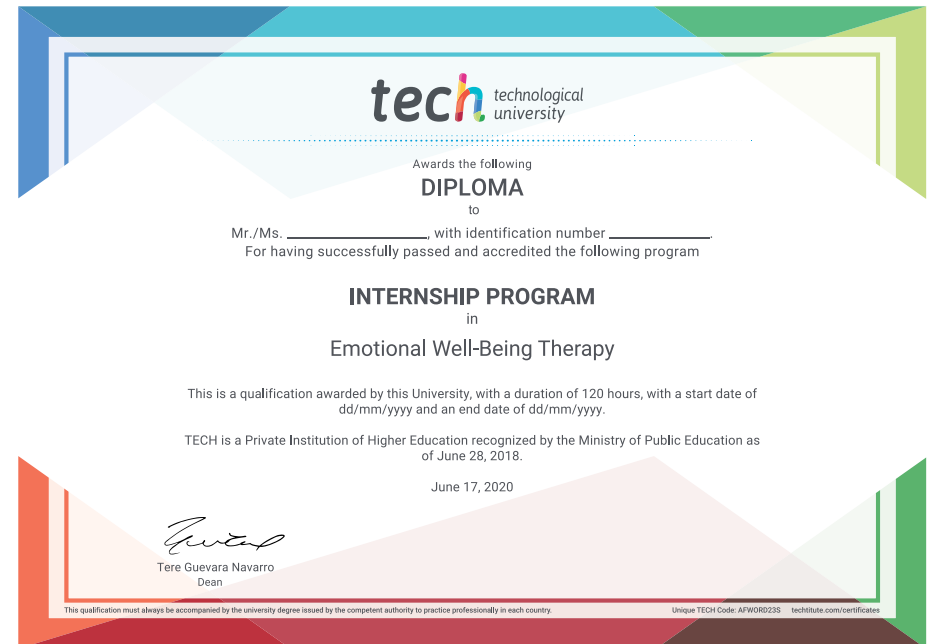 tech technological
university
Awards the following
DIPLOMA
to
Mr./Ms. ____________________, with identification number ______________.
For having successfully passed and accredited the following program
INTERNSHIP PROGRAM
in
Emotional Well-Being Therapy
This is a qualification awarded by this University, with a duration of 120 hours, with a start date of
dd/mm/yyyy and an end date of dd/mm/yyyy.
TECH is a Private Institution of Higher Education recognized by the Ministry of Public Education as
of June 28, 2018.
June 17, 2020
Tere Guevara Navarro
Dean
This qualification must always be accompanied by the university degree issued by the competent authority to practice professionally in each country.
Unique TECH Code: AFWORD23S techtitute.com/certificates